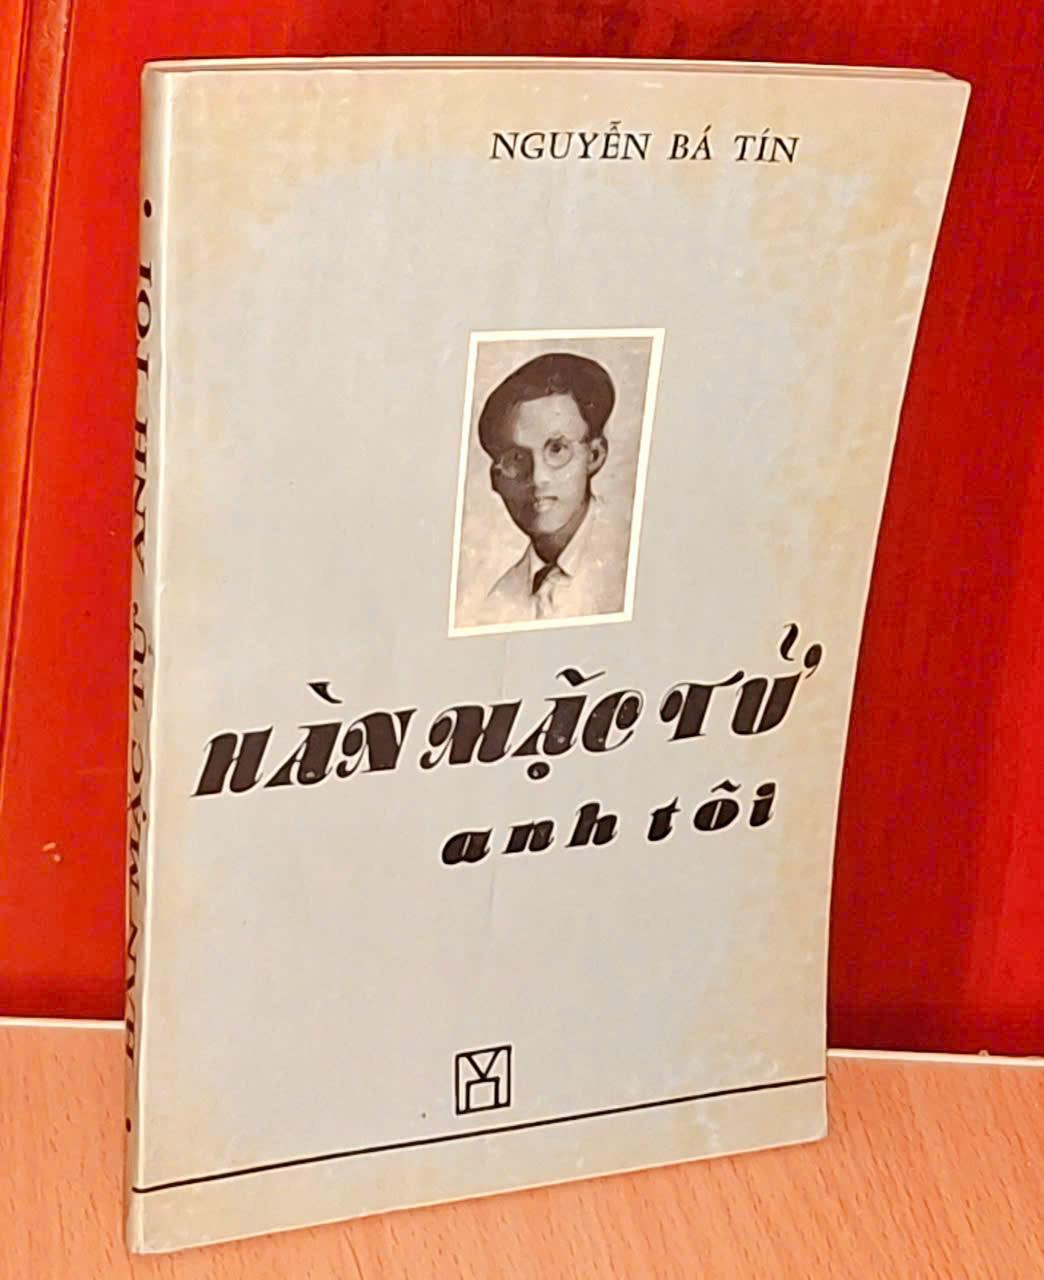 NGUYỄN BÁ TÍN
HÀN MẶC TỬ
anh tôi
• HÀN MẶC TỬ ANH TÔI •